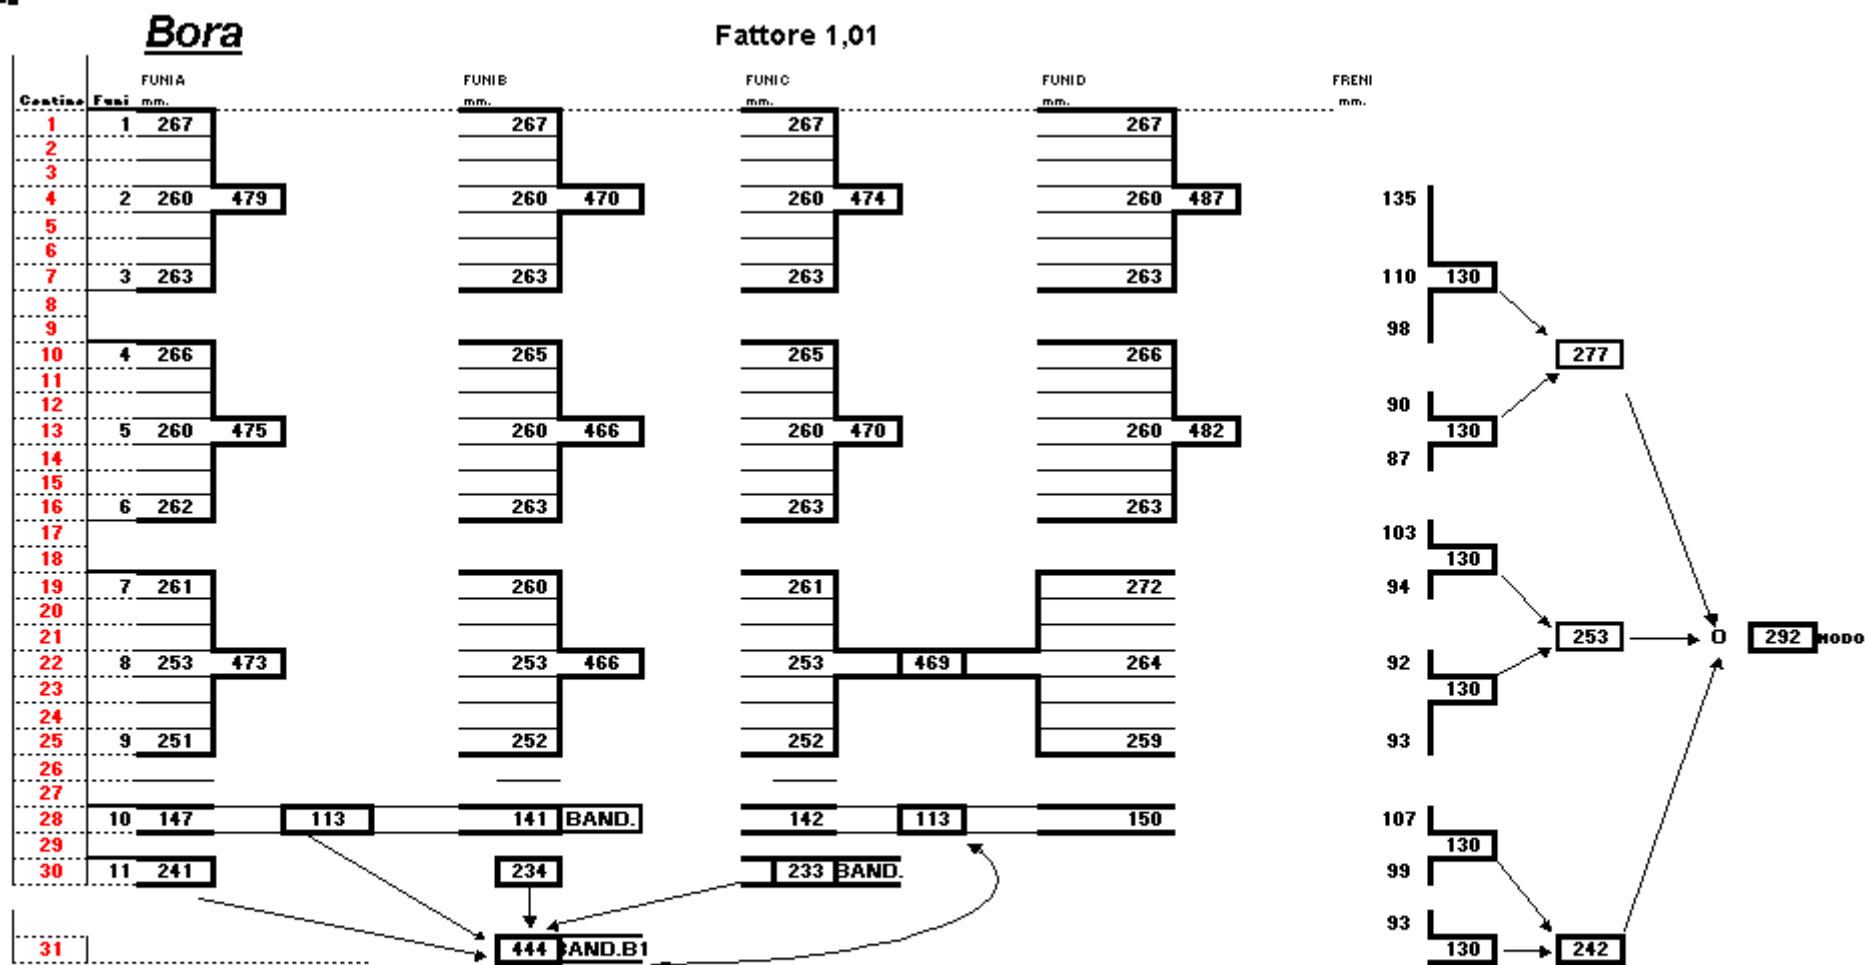 Bora Fattore 1,01
FUNI A FUNI B FUNI C FUNI D FRENI
Centine Funi mm. mm. mm. mm. mm.
1 1 267 267 267 267
2
3
4 2 260 479 260 470 260 474 260 487 135
5
6
7 3 263 263 263 263 110 130
8
9 98
10 4 266 265 265 266 277
11
12 90
13 5 260 475 260 466 260 470 260 482 130
14 87
15
16 6 262 263 263 263
17 103
18 130
19 7 261 260 261 272 94
20
21 253 O 292 NODO
22 8 253 473 253 466 253 469 264 92
23 130
24
25 9 251 252 252 259 93
26
27
28 10 147 113 141 BAND. 142 113 150 107
29 130
30 11 241 234 233 BAND. 99
93
31 444 BAND.B1 130 242